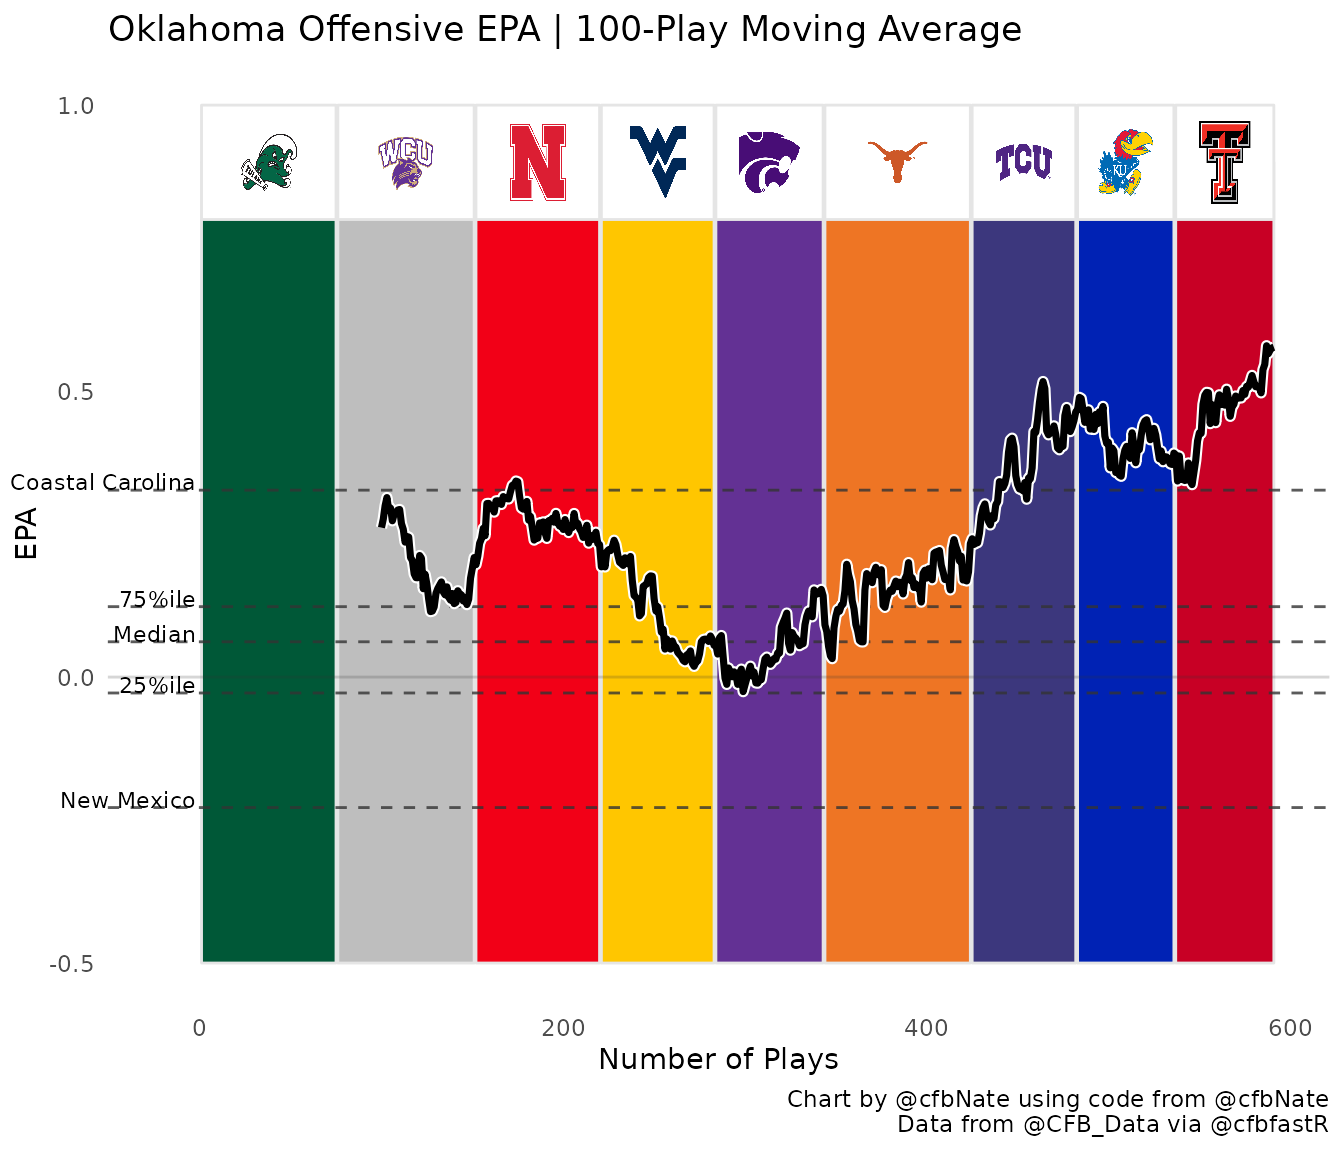 Oklahoma Offensive EPA | 100-Play Moving Average
1.0
WCU
N
WV
TCU
KU
T
0.5
Coastal Carolina
EPA
75%ile
Median
0.0
25%ile
New Mexico
-0.5
0 200 400 600
Number of Plays
Chart by @cfbNate using code from @cfbNate
Data from @CFB_Data via @cfbfastR